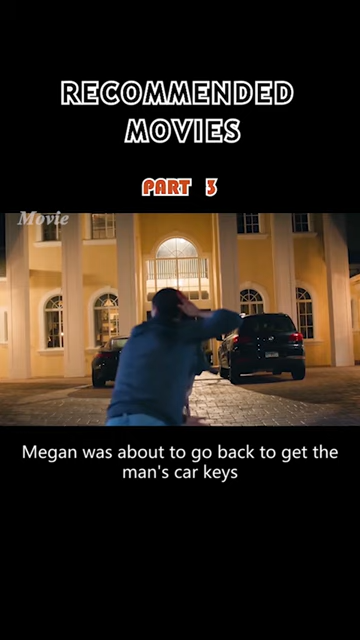 RECOMMENDED
MOVIES
PART 3
Movie
Megan was about to go back to get the
man's car keys